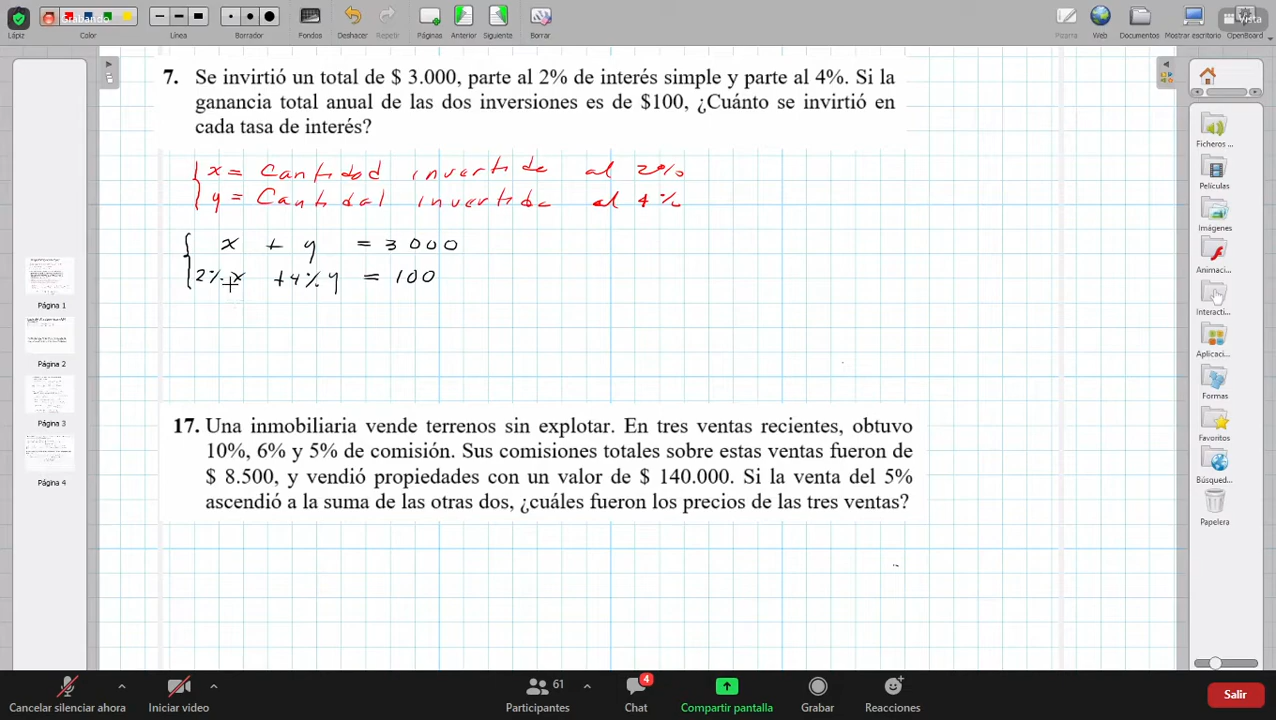 Grabando
Vista
Lápiz
Color
Línea
Borrador
Fondos
Deshacer
Repetir
Páginas
Anterior
Siguiente
Borrar
Pizarra
Web
Documentos
Mostrar escritorio
OpenBoard
7. Se invirtió un total de $ 3.000, parte al 2% de interés simple y parte al 4%. Si la
ganancia total anual de las dos inversiones es de $100, ¿Cuánto se invirtió en
cada tasa de interés?
x = Cantidad invertida al 2%
y = Cantidad invertida al 4%
x + y = 3000
2% x + 4% y = 100
17. Una inmobiliaria vende terrenos sin explotar. En tres ventas recientes, obtuvo
10%, 6% y 5% de comisión. Sus comisiones totales sobre estas ventas fueron de
$ 8.500, y vendió propiedades con un valor de $ 140.000. Si la venta del 5%
ascendió a la suma de las otras dos, ¿cuáles fueron los precios de las tres ventas?
Página 1
Página 2
Página 3
Página 4
Ficheros ...
Películas
Imágenes
Animaci...
Interacti...
Aplicaci...
Formas
Favoritos
Búsqued...
Papelera
Cancelar silenciar ahora
Iniciar video
61
Participantes
4
Chat
Compartir pantalla
Grabar
Reacciones
Salir